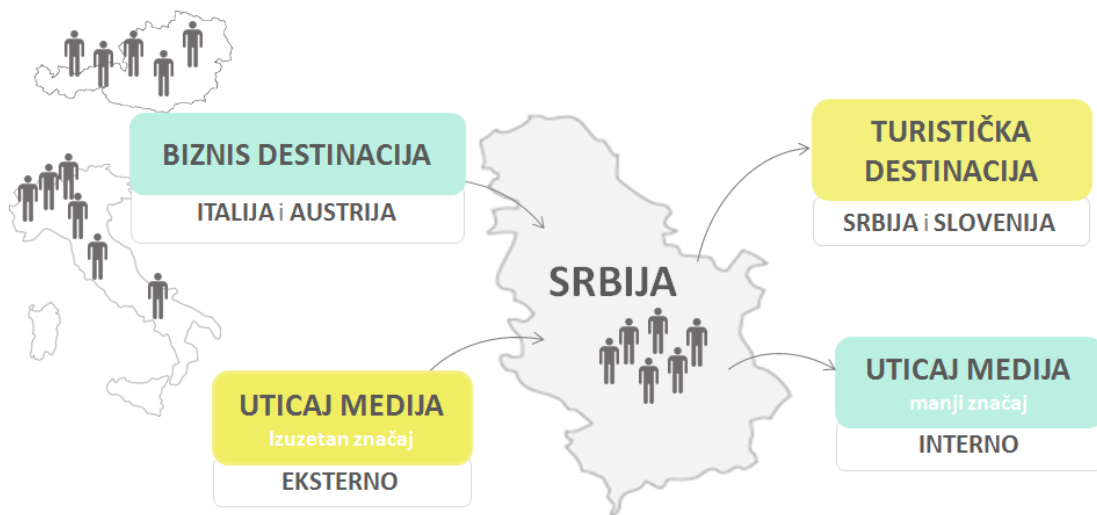 BIZNIS DESTINACIJA
ITALIJA i AUSTRIJA
TURISTIČKA
DESTINACIJA
SRBIJA i SLOVENIJA
SRBIJA
UTICAJ MEDIJA
Izuzetan značaj
EKSTERNO
UTICAJ MEDIJA
manji značaj
INTERNO